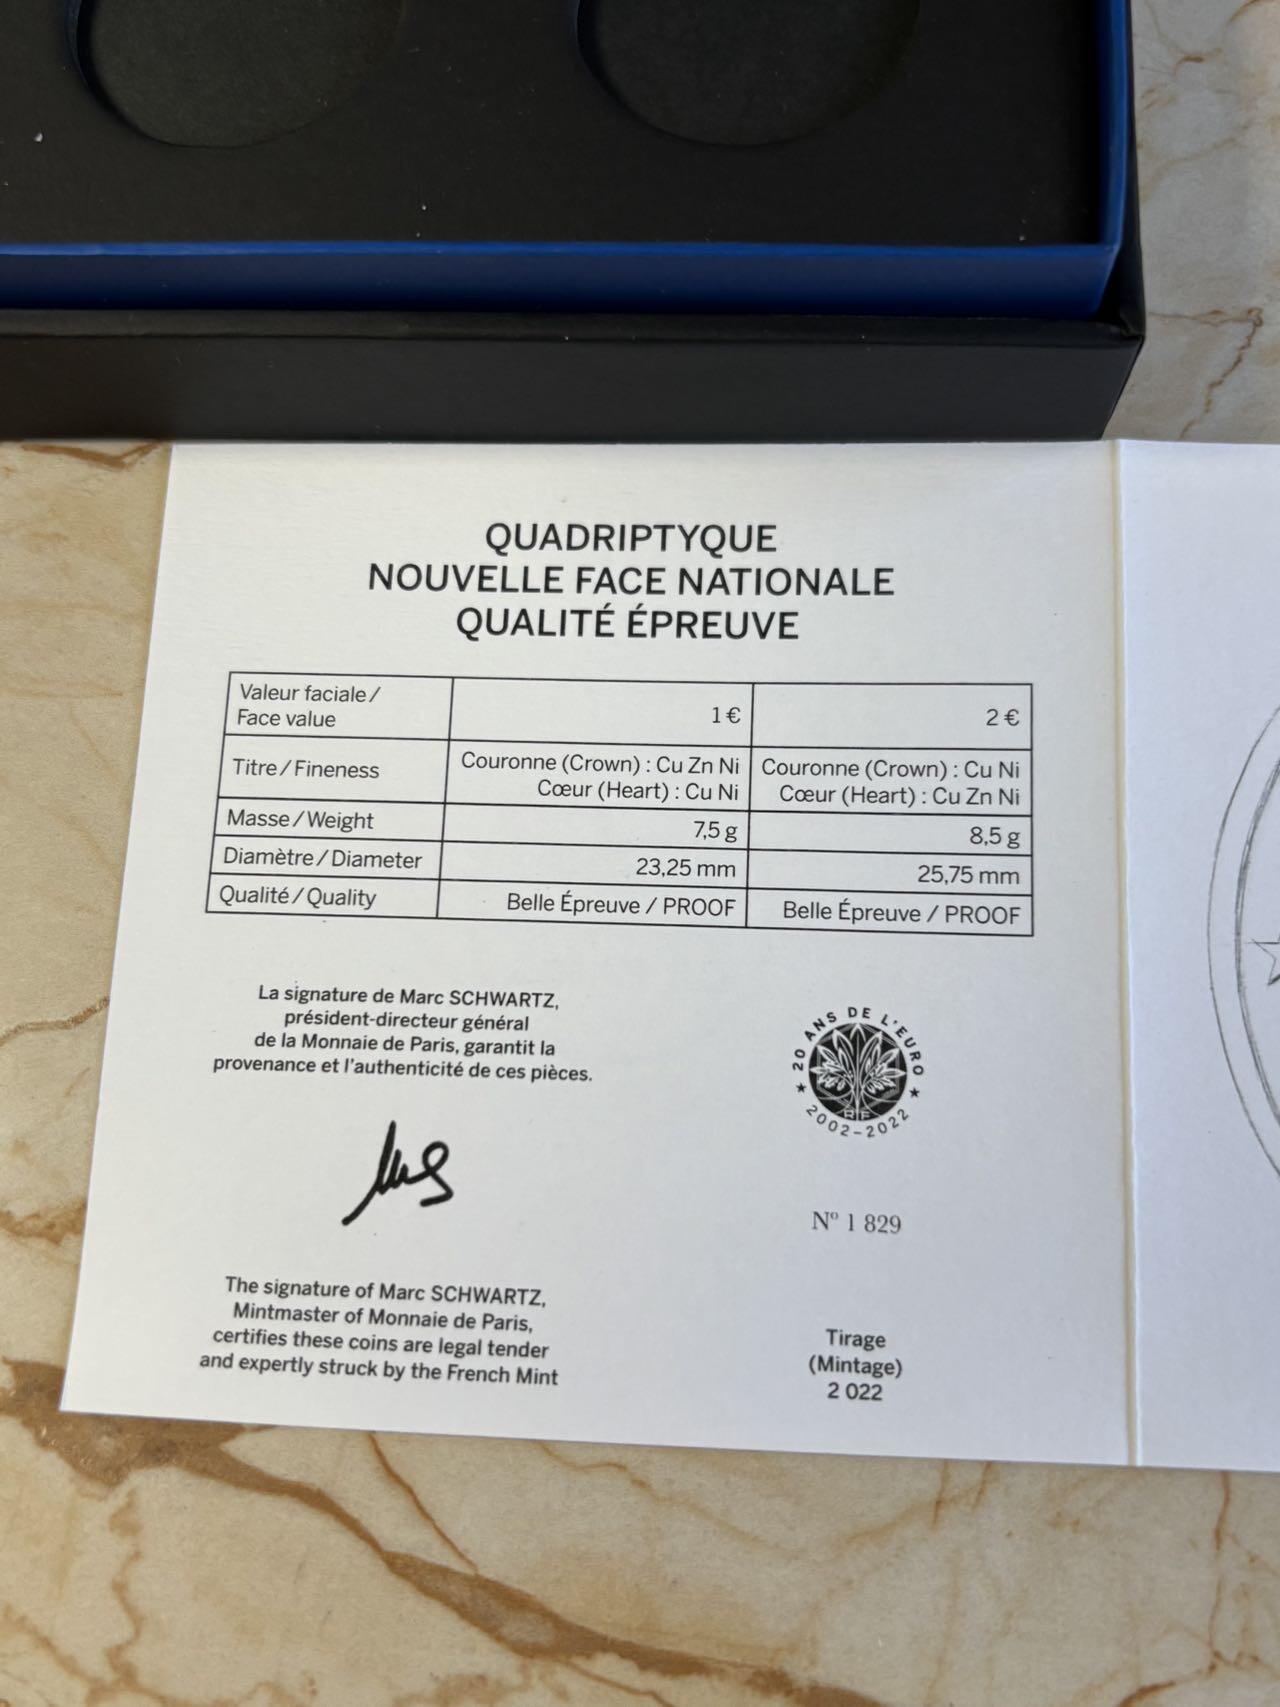 QUADRIPTYQUE
NOUVELLE FACE NATIONALE
QUALITÉ ÉPREUVE
Valeur faciale /
Face value
1 €
2 €
Titre / Fineness
Couronne (Crown) : Cu Zn Ni
Cœur (Heart) : Cu Ni
Couronne (Crown) : Cu Ni
Cœur (Heart) : Cu Zn Ni
Masse / Weight
7,5 g
8,5 g
Diamètre / Diameter
23,25 mm
25,75 mm
Qualité / Quality
Belle Épreuve / PROOF
Belle Épreuve / PROOF
La signature de Marc SCHWARTZ,
président-directeur général
de la Monnaie de Paris, garantit la
provenance et l'authenticité de ces pièces.
The signature of Marc SCHWARTZ,
Mintmaster of Monnaie de Paris,
certifies these coins are legal tender
and expertly struck by the French Mint
20 ANS DE L'EURO
RF
2002-2022
Nº 1 829
Tirage
(Mintage)
2 022